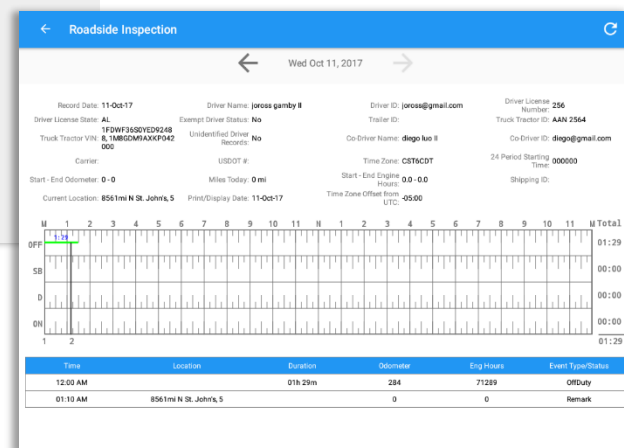 Roadside Inspection
Wed Oct 11, 2017
Record Date: 11-Oct-17 Driver Name: joross gamby II Driver ID: joross@gmail.com Driver License Number: 256
Driver License State: AL Exempt Driver Status: No Trailer ID: Truck Tractor ID: AAN 2564
Truck Tractor VIN: 1FDWF36S0YED9248 8, 1M8GDM9AXKP042 000 Unidentified Driver Records: No Co-Driver Name: diego luo II Co-Driver ID: diego@gmail.com
Carrier: USDOT #: Time Zone: CST6CDT 24 Period Starting Time: 000000
Start - End Odometer: 0 - 0 Miles Today: 0 mi Start - End Engine Hours: 0.0 - 0.0 Shipping ID:
Current Location: 8561mi N St. John's, 5 Print/Display Date: 11-Oct-17 Time Zone Offset from UTC: -05:00
M 1 2 3 4 5 6 7 8 9 10 11 N 1 2 3 4 5 6 7 8 9 10 11 M Total
1:29
OFF 01:29
SB 00:00
D 00:00
ON 00:00
1 2 01:29
Time Location Duration Odometer Eng Hours Event Type/Status
12:00 AM 01h 29m 284 71289 OffDuty
01:10 AM 8561mi N St. John's, 5 0 0 Remark